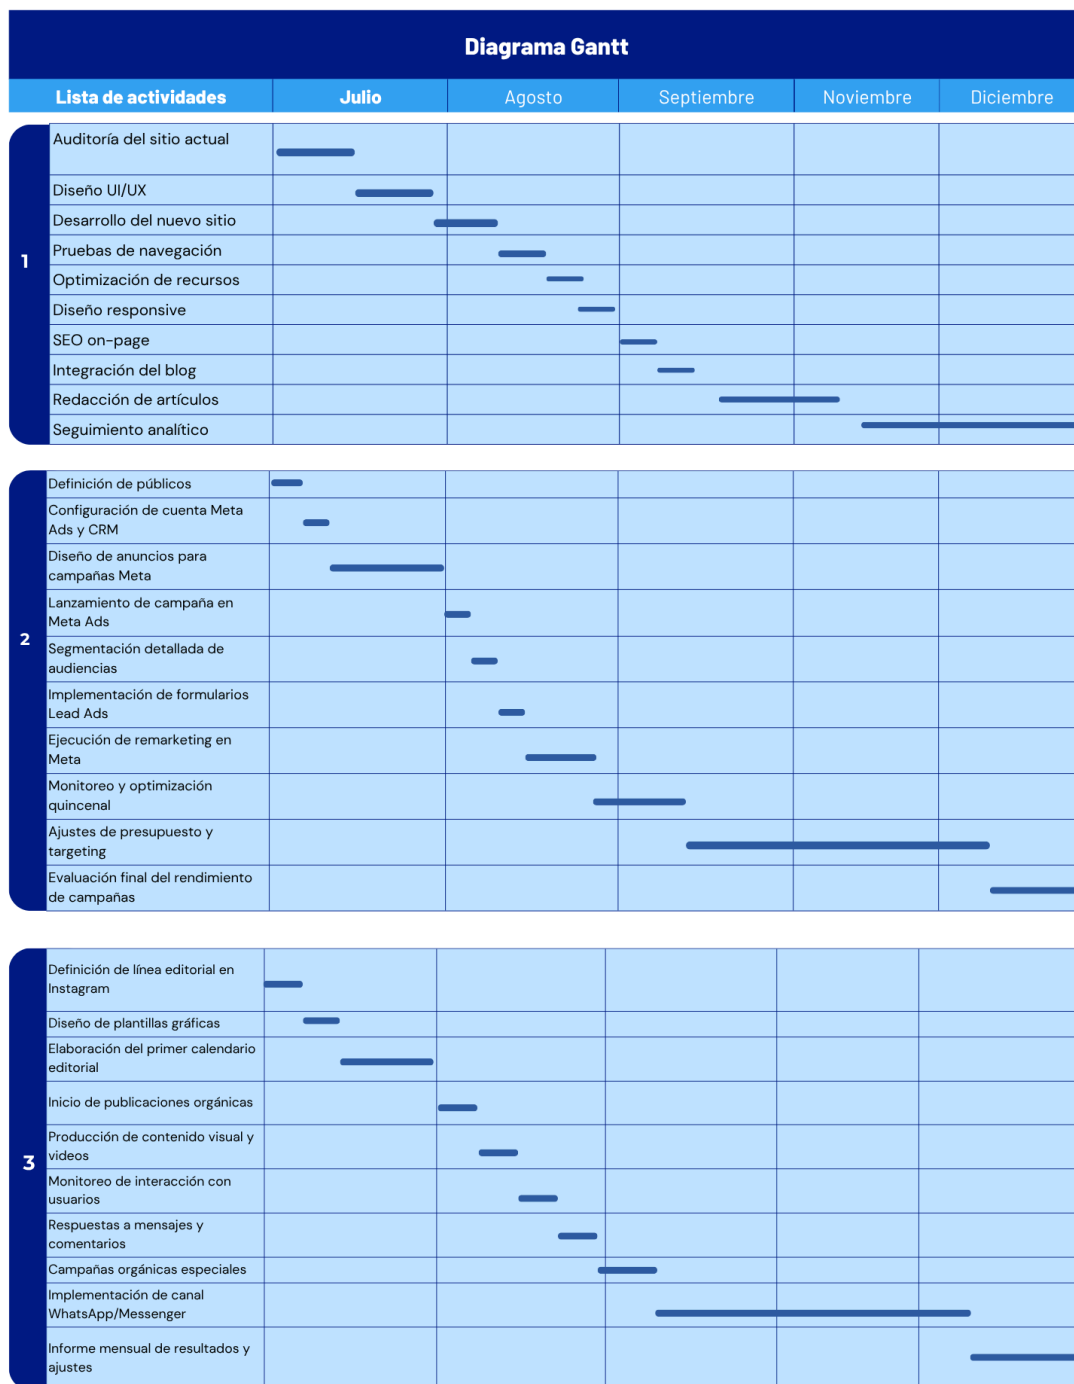 Diagrama Gantt
Lista de actividades Julio Agosto Septiembre Noviembre Diciembre
1
Auditoría del sitio actual
Diseño UI/UX
Desarrollo del nuevo sitio
Pruebas de navegación
Optimización de recursos
Diseño responsive
SEO on-page
Integración del blog
Redacción de artículos
Seguimiento analítico
2
Definición de públicos
Configuración de cuenta Meta
Ads y CRM
Diseño de anuncios para
campañas Meta
Lanzamiento de campaña en
Meta Ads
Segmentación detallada de
audiencias
Implementación de formularios
Lead Ads
Ejecución de remarketing en
Meta
Monitoreo y optimización
quincenal
Ajustes de presupuesto y
targeting
Evaluación final del rendimiento
de campañas
3
Definición de línea editorial en
Instagram
Diseño de plantillas gráficas
Elaboración del primer calendario
editorial
Inicio de publicaciones orgánicas
Producción de contenido visual y
videos
Monitoreo de interacción con
usuarios
Respuestas a mensajes y
comentarios
Campañas orgánicas especiales
Implementación de canal
WhatsApp/Messenger
Informe mensual de resultados y
ajustes